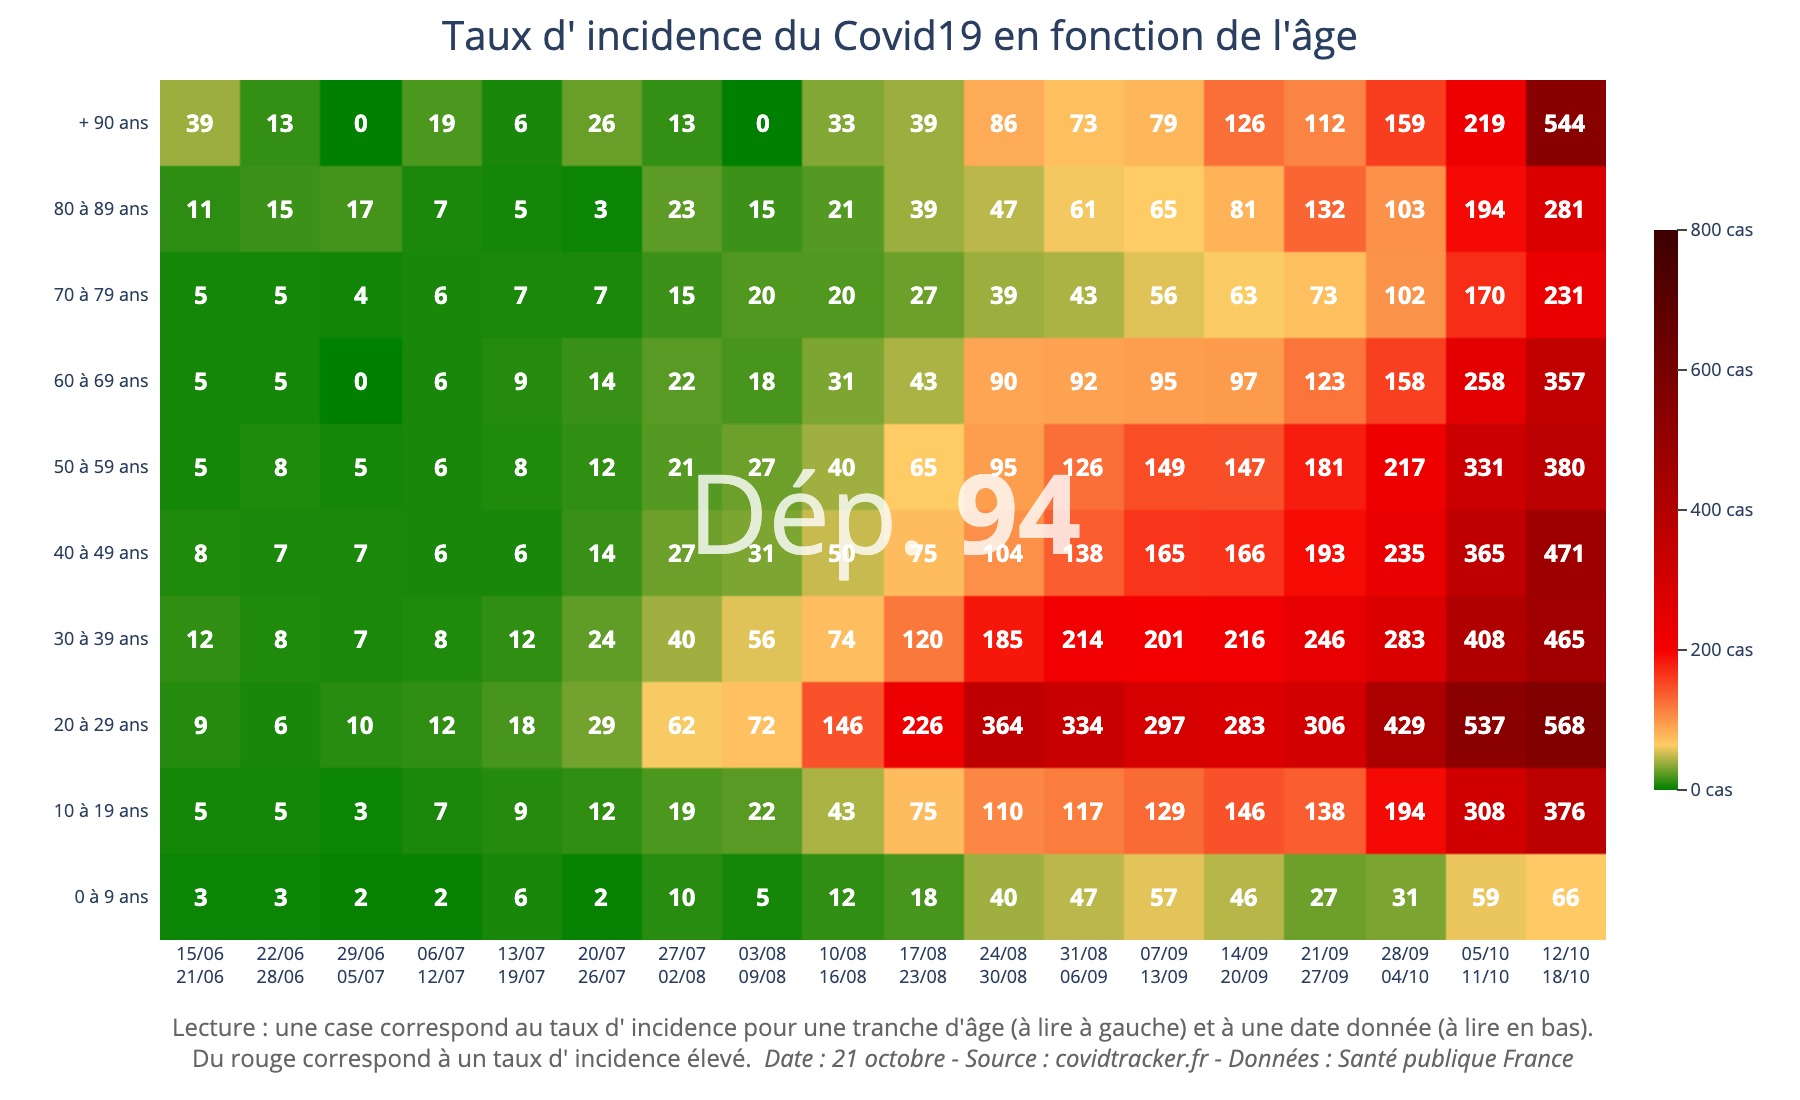 Taux d' incidence du Covid19 en fonction de l'âge
+ 90 ans 39 13 0 19 6 26 13 0 33 39 86 73 79 126 112 159 219 544
80 à 89 ans 11 15 17 7 5 3 23 15 21 39 47 61 65 81 132 103 194 281
70 à 79 ans 5 5 4 6 7 7 15 20 20 27 39 43 56 63 73 102 170 231
60 à 69 ans 5 5 0 6 9 14 22 18 31 43 90 92 95 97 123 158 258 357
50 à 59 ans 5 8 5 6 8 12 21 27 40 65 95 126 149 147 181 217 331 380
Dép. 94
40 à 49 ans 8 7 7 6 6 14 27 31 50 75 104 138 165 166 193 235 365 471
30 à 39 ans 12 8 7 8 12 24 40 56 74 120 185 214 201 216 246 283 408 465
20 à 29 ans 9 6 10 12 18 29 62 72 146 226 364 334 297 283 306 429 537 568
10 à 19 ans 5 5 3 7 9 12 19 22 43 75 110 117 129 146 138 194 308 376
0 à 9 ans 3 3 2 2 6 2 10 5 12 18 40 47 57 46 27 31 59 66
15/06 22/06 29/06 06/07 13/07 20/07 27/07 03/08 10/08 17/08 24/08 31/08 07/09 14/09 21/09 28/09 05/10 12/10
21/06 28/06 05/07 12/07 19/07 26/07 02/08 09/08 16/08 23/08 30/08 06/09 13/09 20/09 27/09 04/10 11/10 18/10
800 cas
600 cas
400 cas
200 cas
0 cas
Lecture : une case correspond au taux d' incidence pour une tranche d'âge (à lire à gauche) et à une date donnée (à lire en bas).
Du rouge correspond à un taux d' incidence élevé. Date : 21 octobre - Source : covidtracker.fr - Données : Santé publique France